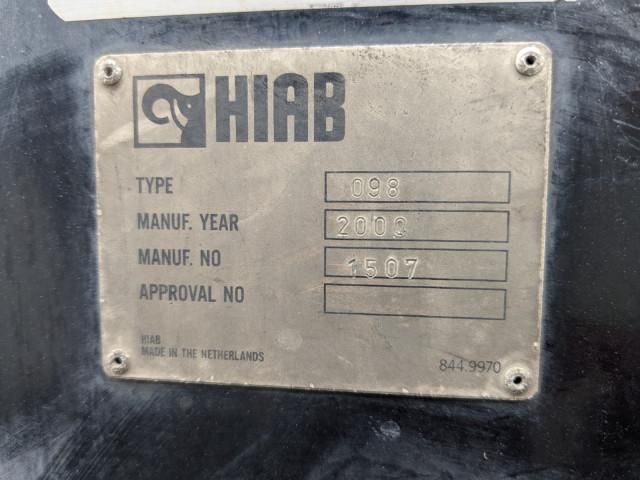 HIAB
TYPE 098
MANUF. YEAR 2000
MANUF. NO 1507
APPROVAL NO
HIAB
MADE IN THE NETHERLANDS
844.9970